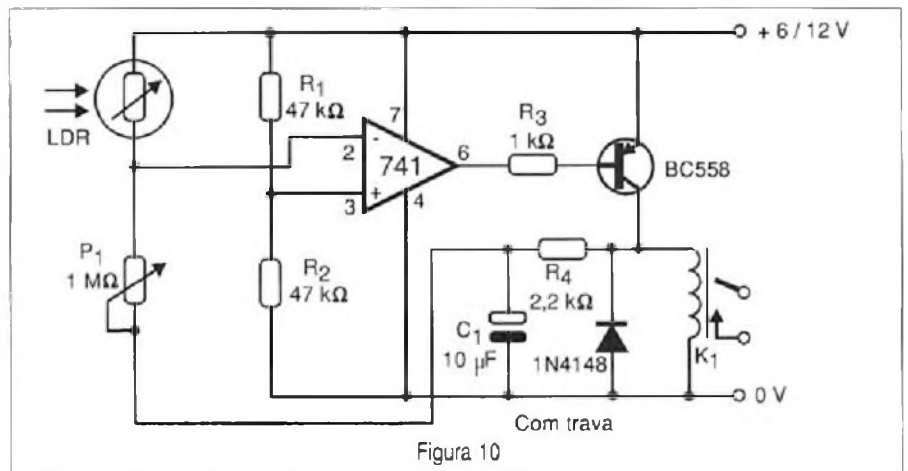 + 6 / 12 V
LDR
R1
47 kΩ
7
2
-
741
6
+
3
4
R3
1 kΩ
BC558
P1
1 MΩ
R2
47 kΩ
R4
2,2 kΩ
C1
10 µF
1N4148
K1
0 V
Com trava
Figura 10